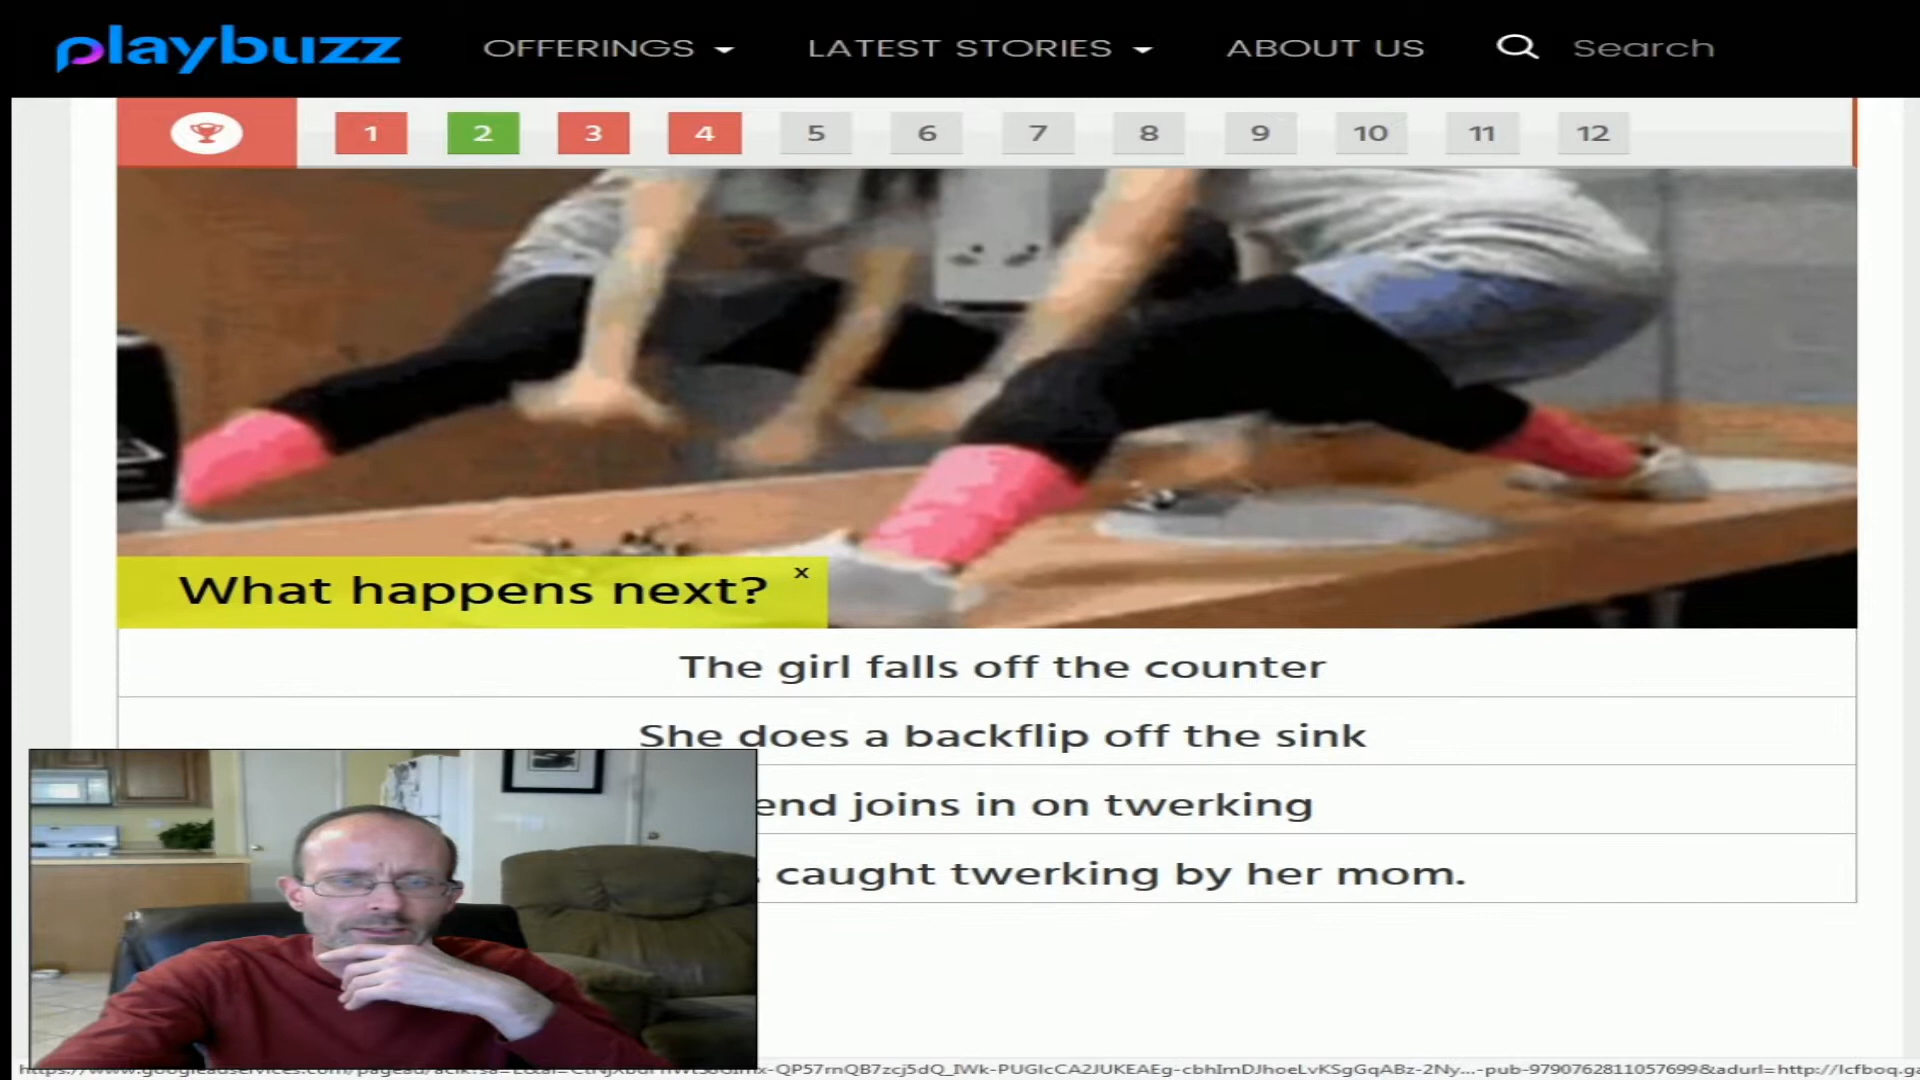 playbuzz OFFERINGS LATEST STORIES ABOUT US Search
1 2 3 4 5 6 7 8 9 10 11 12
What happens next? x
The girl falls off the counter
She does a backflip off the sink
joins in on twerking
caught twerking by her mom.